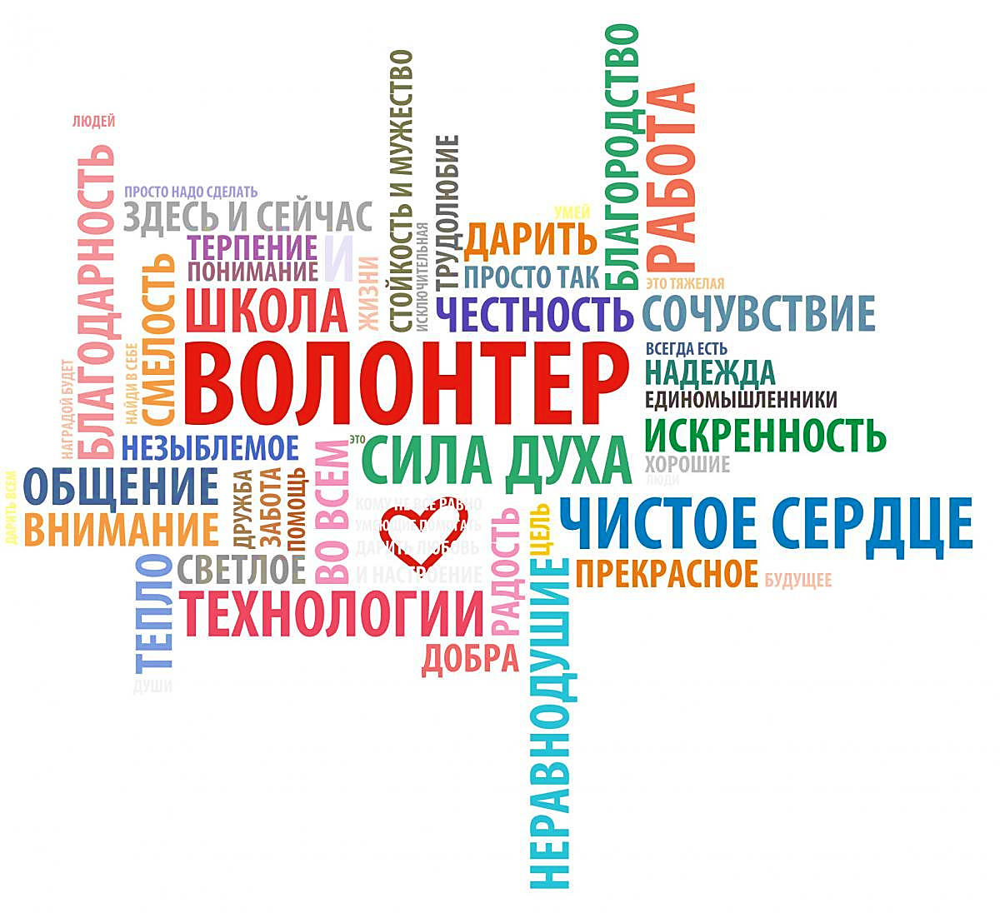 БЛАГОРОДСТВО
РАБОТА
СТОЙКОСТЬ И МУЖЕСТВО
ЛЮДЕЙ
БЛАГОДАРНОСТЬ
НАГРАДОЙ БУДЕТ
ПРОСТО НАДО СДЕЛАТЬ
ЗДЕСЬ И СЕЙЧАС
ТРУДОЛЮБИЕ
ИСКЛЮЧИТЕЛЬНАЯ
УМЕЙ
ДАРИТЬ
ПРОСТО ТАК
ТЕРПЕНИЕ
И
ПОНИМАНИЕ
ЖИЗНИ
СМЕЛОСТЬ
НАЙДИ В СЕБЕ
ШКОЛА
ЧЕСТНОСТЬ
ЭТО ТЯЖЕЛАЯ
СОЧУВСТВИЕ
ВОЛОНТЕР
ВСЕГДА ЕСТЬ
НАДЕЖДА
ЕДИНОМЫШЛЕННИКИ
ИСКРЕННОСТЬ
ХОРОШИЕ
ЛЮДИ
НЕЗЫБЛЕМОЕ
ЭТО
СИЛА ДУХА
ВО ВСЕМ
ДАРИТЬ ВСЕМ
ОБЩЕНИЕ
ВНИМАНИЕ
ДРУЖБА
ЗАБОТА
ПОМОЩЬ
КОМУ НЕ ВСЕ РАВНО
УМЕЮЩИЕ ПОМОГАТЬ
ДАРИТЬ ЛЮБОВЬ
И НАСТРОЕНИЕ
РАДОСТЬ
ЦЕЛЬ
ЧИСТОЕ СЕРДЦЕ
ПРЕКРАСНОЕ
БУДУЩЕЕ
ТЕПЛО
ДУШИ
СВЕТЛОЕ
ТЕХНОЛОГИИ
ДОБРА
НЕРАВНОДУШИЕ